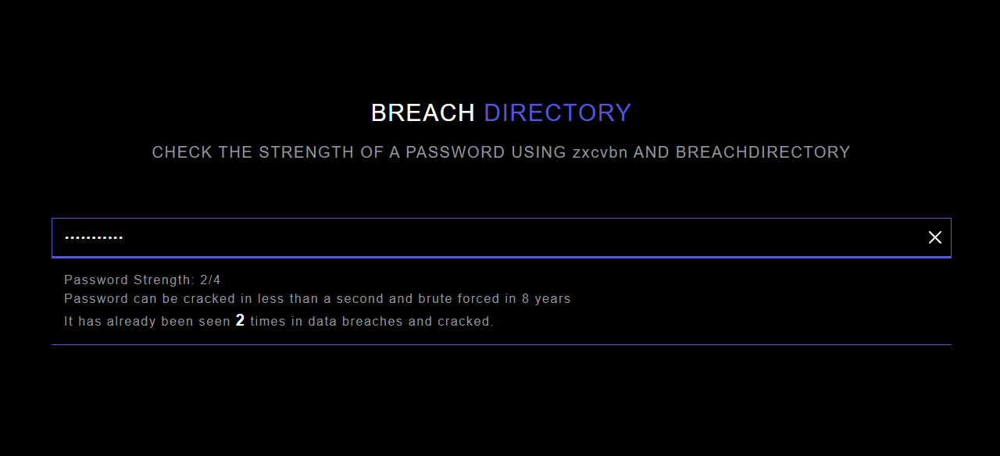 BREACH DIRECTORY
CHECK THE STRENGTH OF A PASSWORD USING zxcvbn AND BREACHDIRECTORY
•••••••••••
Password Strength: 2/4
Password can be cracked in less than a second and brute forced in 8 years
It has already been seen 2 times in data breaches and cracked.